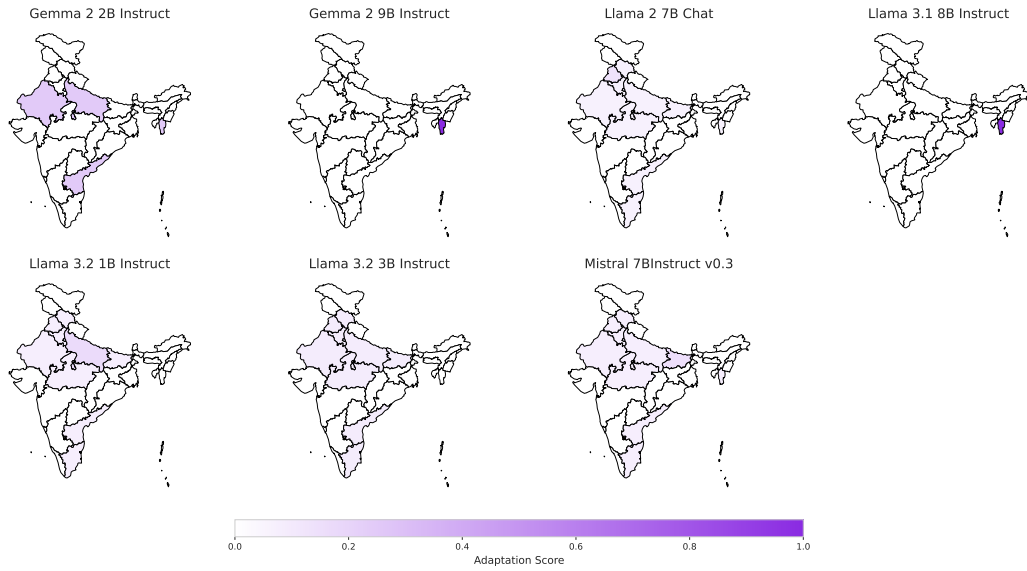 Gemma 2 2B Instruct
Gemma 2 9B Instruct
Llama 2 7B Chat
Llama 3.1 8B Instruct
Llama 3.2 1B Instruct
Llama 3.2 3B Instruct
Mistral 7BInstruct v0.3
0.0 0.2 0.4 0.6 0.8 1.0
Adaptation Score